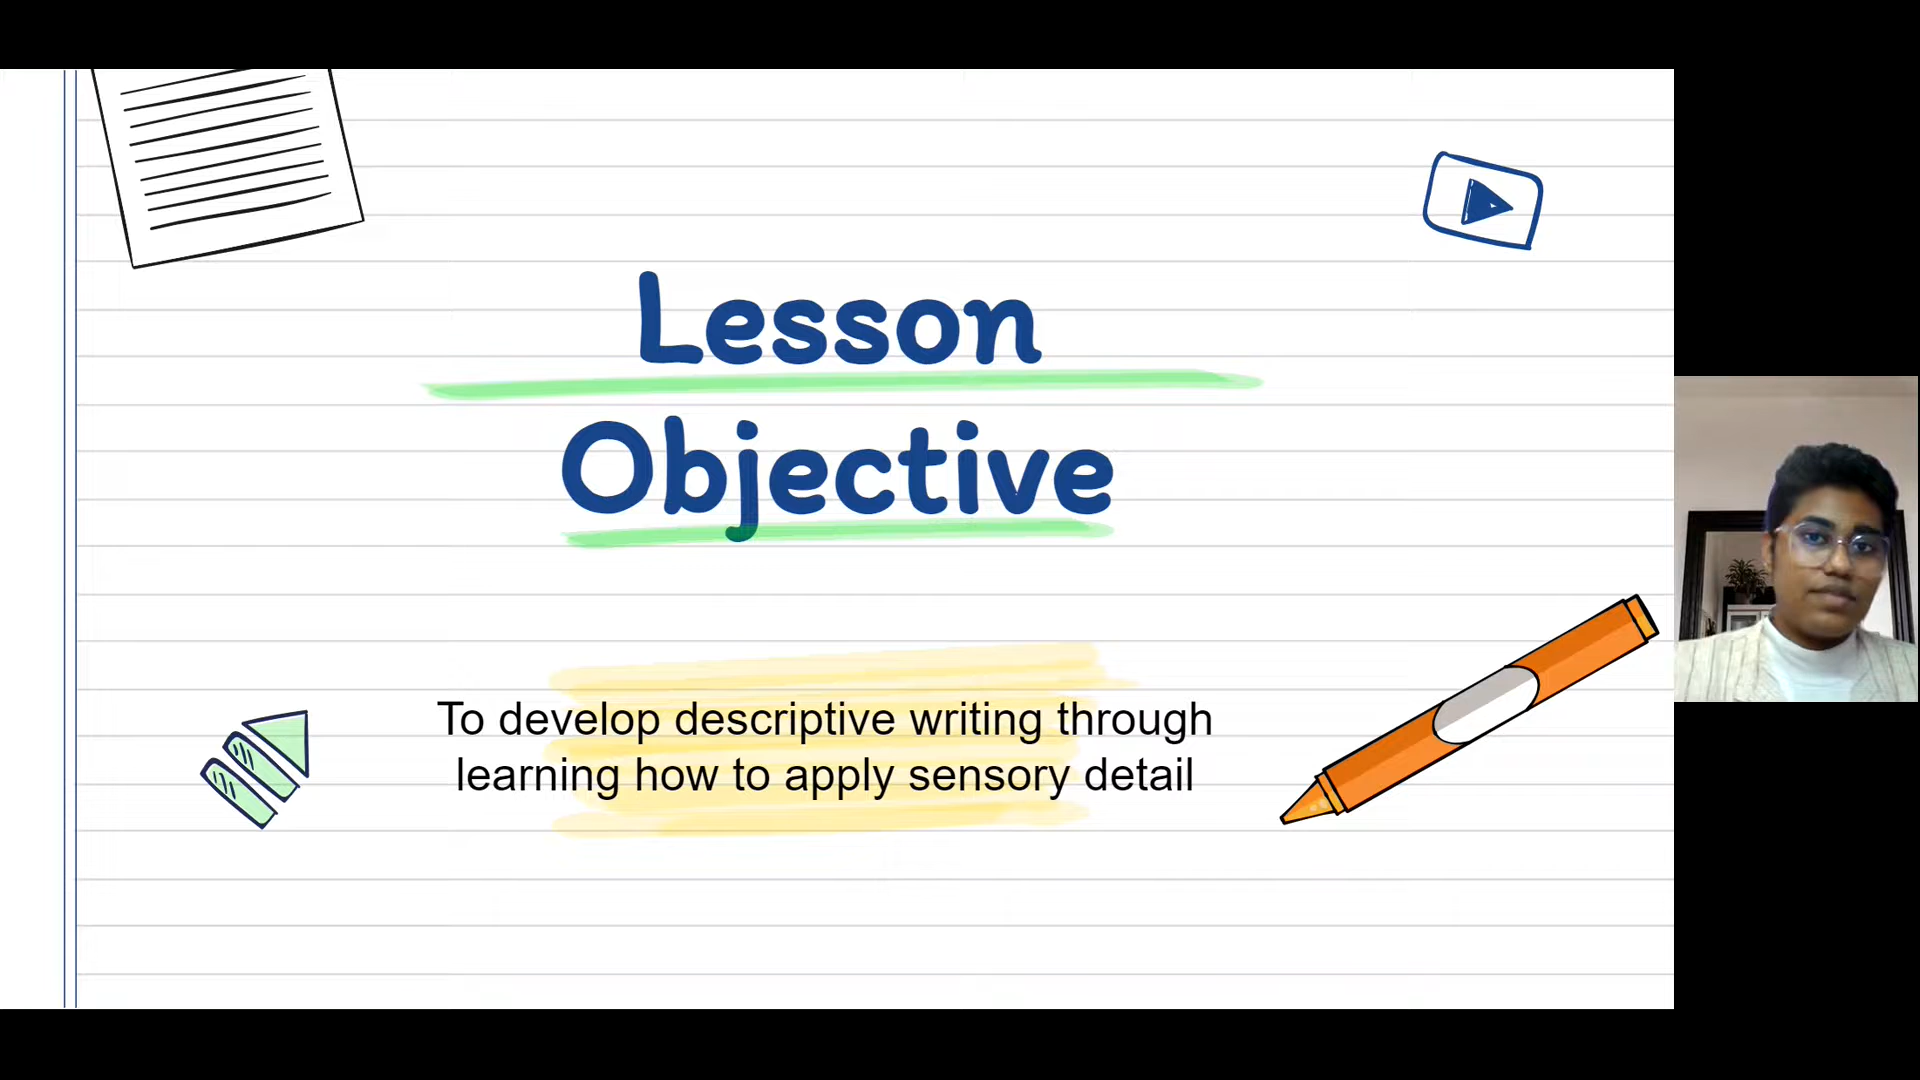 Lesson
Objective
To develop descriptive writing through
learning how to apply sensory detail